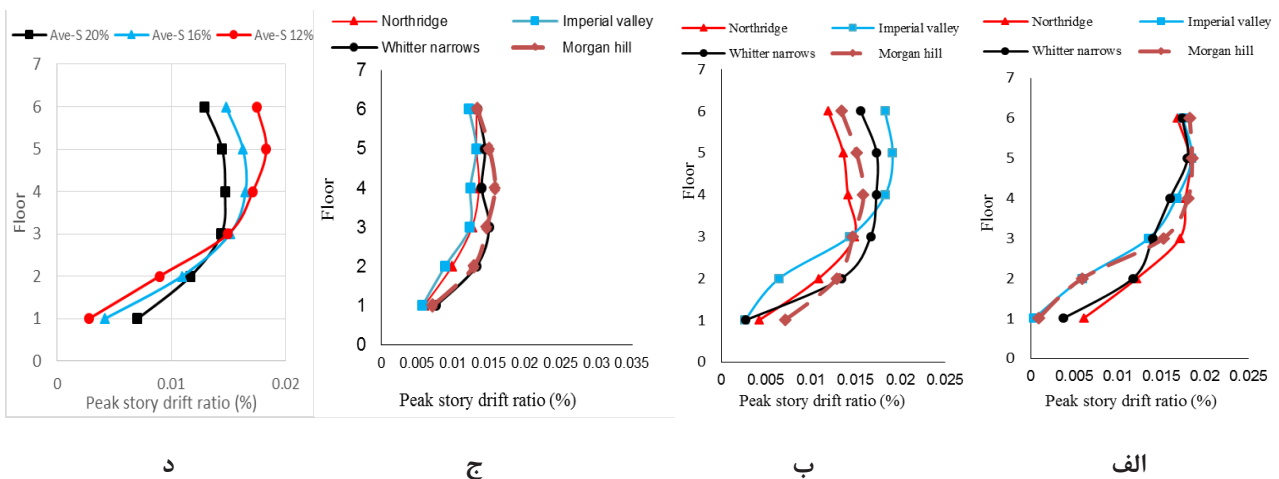 Ave-S 20% Ave-S 16% Ave-S 12%
7
6
5
4
3
2
1
0
Floor
0 0.01 0.02
Peak story drift ratio (%)
د
Northridge Imperial valley
Whitter narrows Morgan hill
7
6
5
4
3
2
1
0
Floor
0 0.005 0.01 0.015 0.02 0.025 0.03 0.035
Peak story drift ratio (%)
ج
Northridge Imperial valley
Whitter narrows Morgan hill
7
6
5
4
3
2
1
0
Floor
0 0.005 0.01 0.015 0.02 0.025
Peak story drift ratio (%)
ب
Northridge Imperial valley
Whitter narrows Morgan hill
7
6
5
4
3
2
1
0
Floor
0 0.005 0.01 0.015 0.02 0.025
Peak story drift ratio (%)
الف